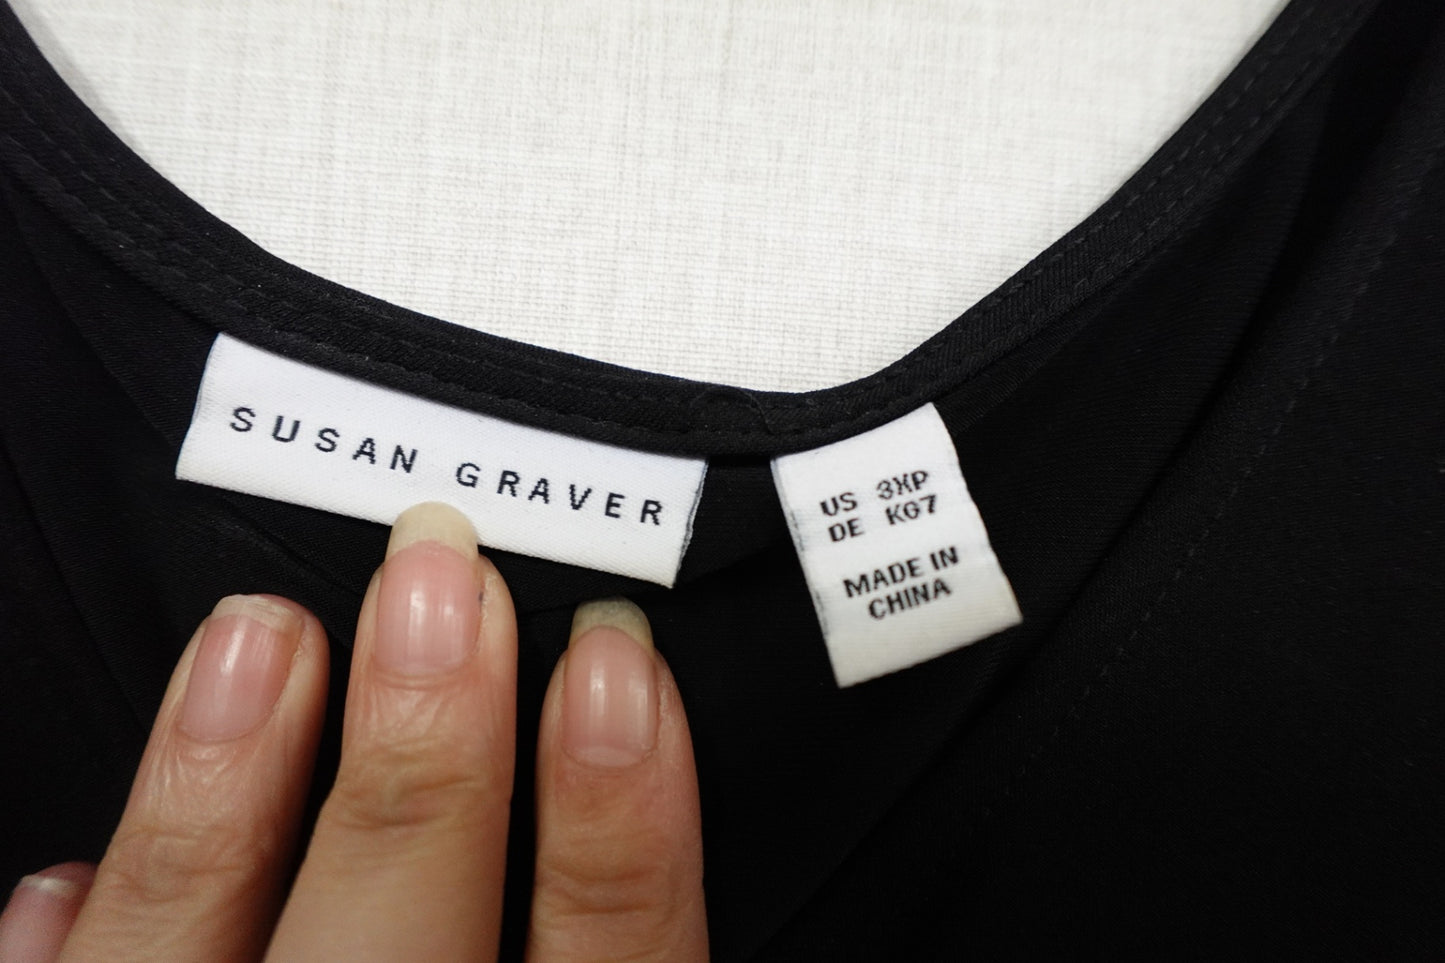 SUSAN GRAVER
US 3XP
DE KG7
MADE IN
CHINA